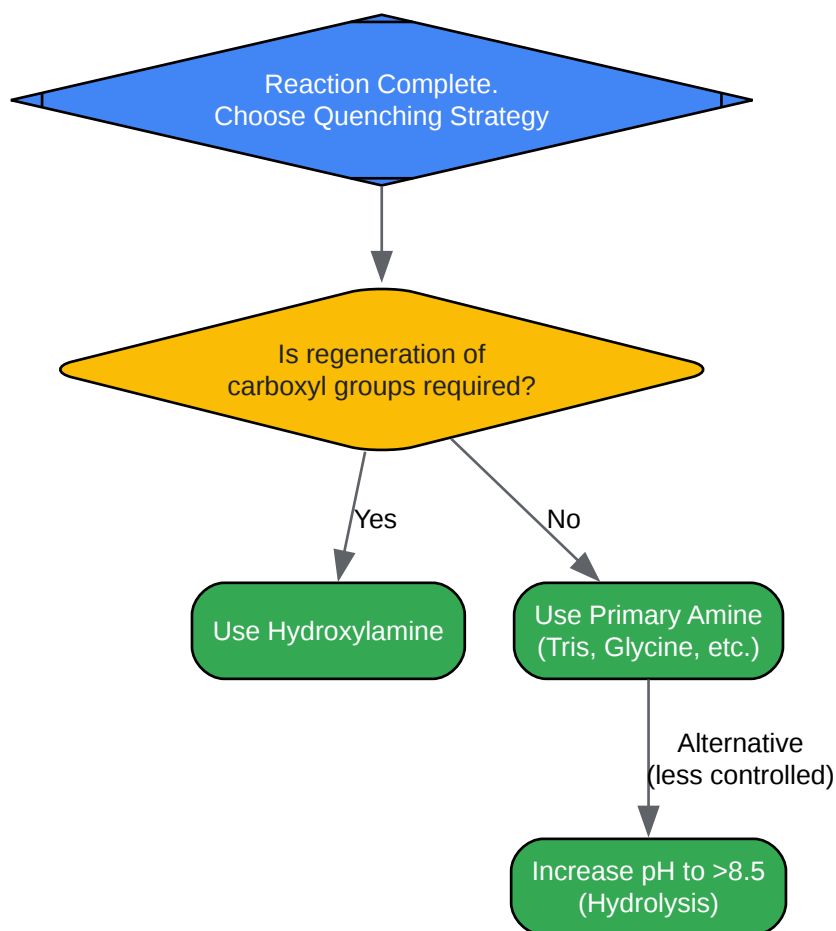 Reaction Complete.
Choose Quenching Strategy
Is regeneration of
carboxyl groups required?
Yes
No
Use Hydroxylamine
Use Primary Amine
(Tris, Glycine, etc.)
Alternative
(less controlled)
Increase pH to >8.5
(Hydrolysis)